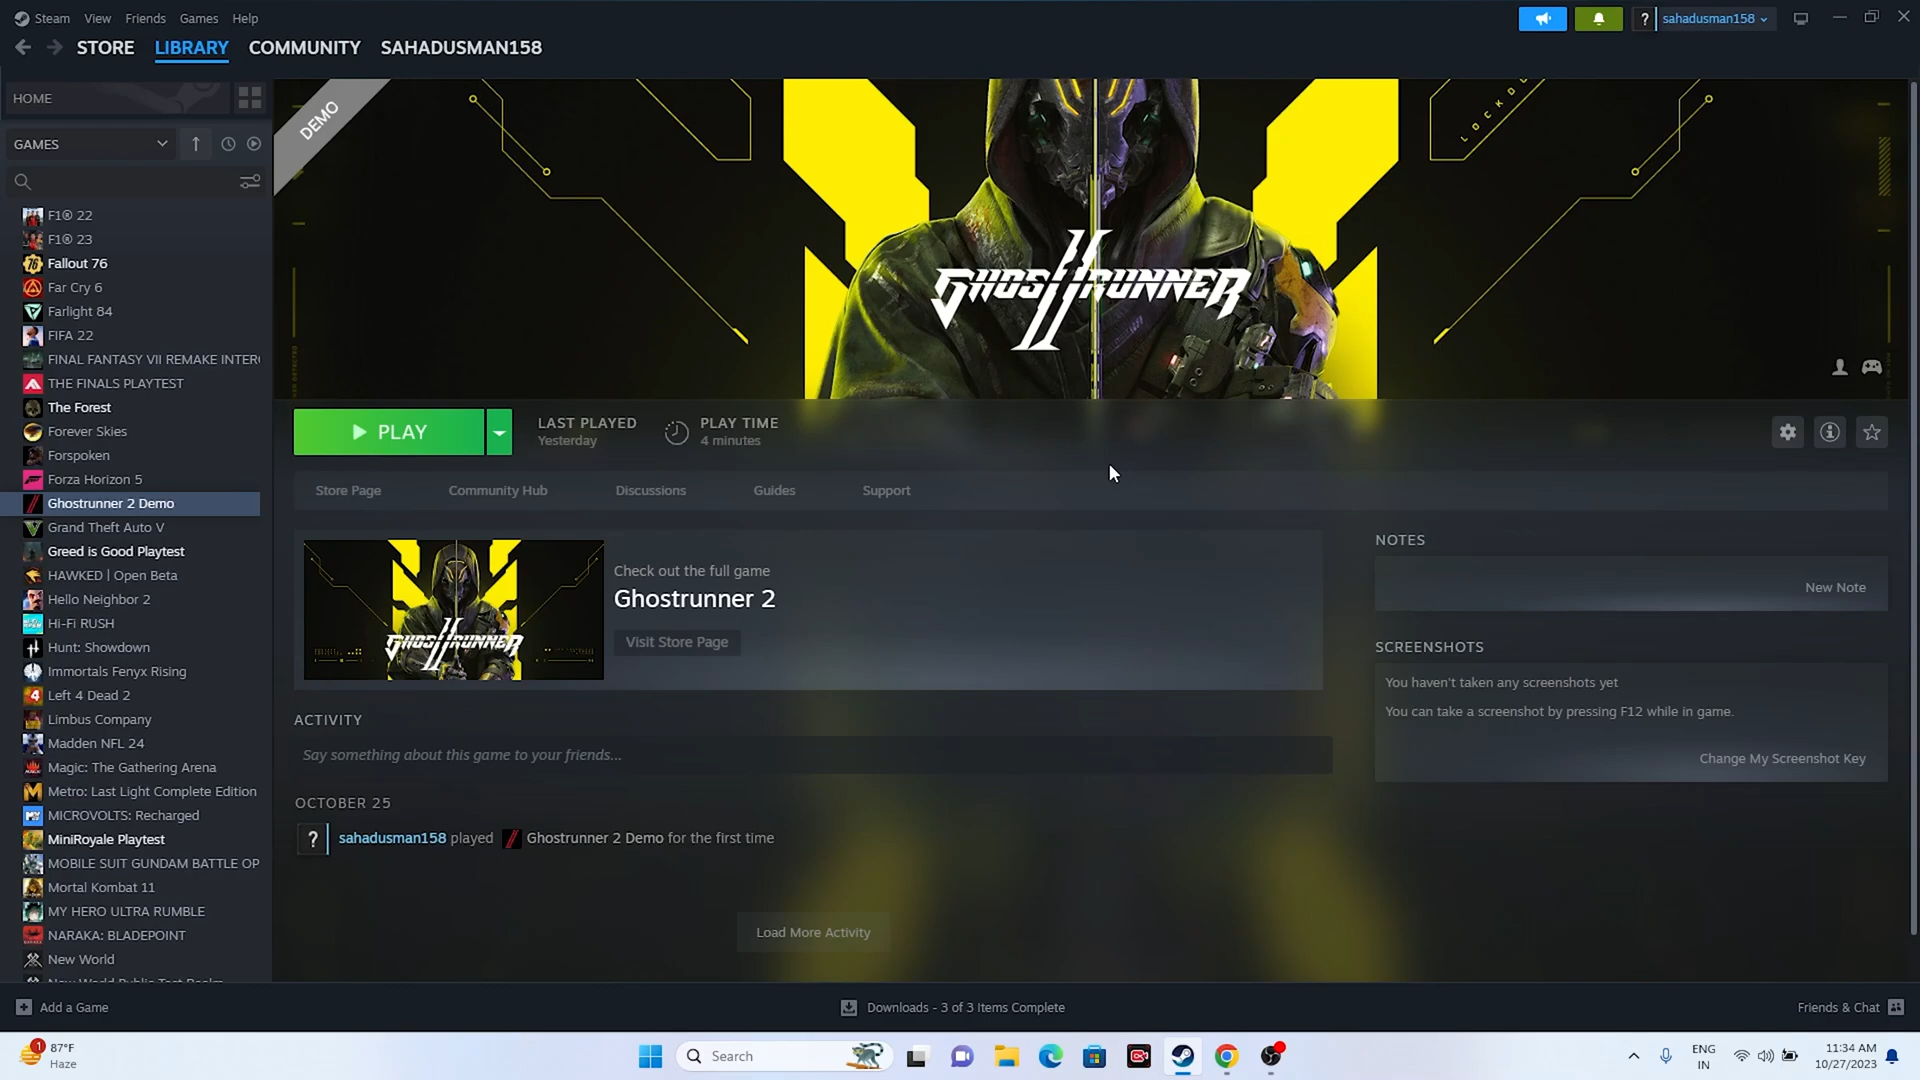 Steam View Friends Games Help
sahadusman158
STORE LIBRARY COMMUNITY SAHADUSMAN158
HOME
GAMES
F1® 22
F1® 23
Fallout 76
Far Cry 6
Farlight 84
FIFA 22
FINAL FANTASY VII REMAKE INTER
THE FINALS PLAYTEST
The Forest
Forever Skies
Forspoken
Forza Horizon 5
Ghostrunner 2 Demo
Grand Theft Auto V
Greed is Good Playtest
HAWKED | Open Beta
Hello Neighbor 2
Hi-Fi RUSH
Hunt: Showdown
Immortals Fenyx Rising
Left 4 Dead 2
Limbus Company
Madden NFL 24
Magic: The Gathering Arena
Metro: Last Light Complete Edition
MICROVOLTS: Recharged
MiniRoyale Playtest
MOBILE SUIT GUNDAM BATTLE OP
Mortal Kombat 11
MY HERO ULTRA RUMBLE
NARAKA: BLADEPOINT
New World
DEMO
GHOSTRUNNER
II
PLAY
LAST PLAYED
Yesterday
PLAY TIME
4 minutes
Store Page Community Hub Discussions Guides Support
GHOSTRUNNER
II
Check out the full game
Ghostrunner 2
Visit Store Page
ACTIVITY
Say something about this game to your friends...
OCTOBER 25
? sahadusman158 played Ghostrunner 2 Demo for the first time
Load More Activity
NOTES
New Note
SCREENSHOTS
You haven't taken any screenshots yet
You can take a screenshot by pressing F12 while in game.
Change My Screenshot Key
Add a Game
Downloads - 3 of 3 Items Complete
Friends & Chat
1
87°F
Haze
Search
ENG
IN
11:34 AM
10/27/2023